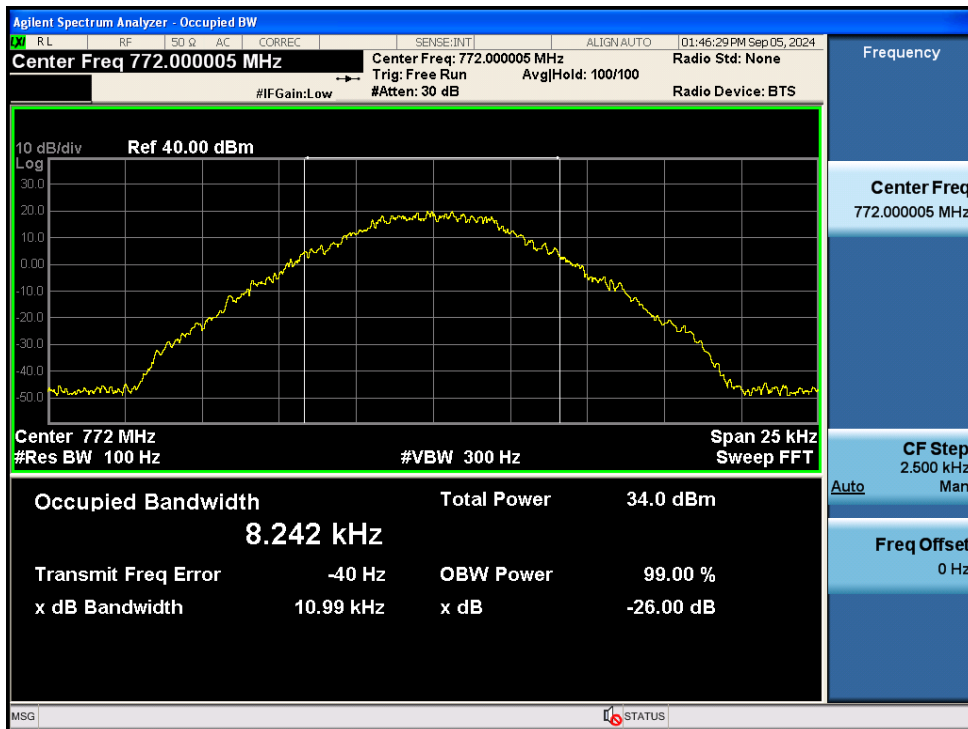 Agilent Spectrum Analyzer - Occupied BW
LXI RL RF 50 Ω AC CORREC SENSE:INT ALIGN AUTO 01:46:29 PM Sep 05, 2024
Center Freq 772.000005 MHz
Center Freq: 772.000005 MHz Radio Std: None
Trig: Free Run Avg|Hold: 100/100
#IFGain:Low #Atten: 30 dB Radio Device: BTS
10 dB/div Ref 40.00 dBm
Log
30.0
20.0
10.0
0.00
-10.0
-20.0
-30.0
-40.0
-50.0
Center 772 MHz Span 25 kHz
#Res BW 100 Hz #VBW 300 Hz Sweep FFT
Occupied Bandwidth Total Power 34.0 dBm
8.242 kHz
Transmit Freq Error -40 Hz OBW Power 99.00 %
x dB Bandwidth 10.99 kHz x dB -26.00 dB
Frequency
Center Freq
772.000005 MHz
CF Step
2.500 kHz
Auto Man
Freq Offset
0 Hz
MSG STATUS